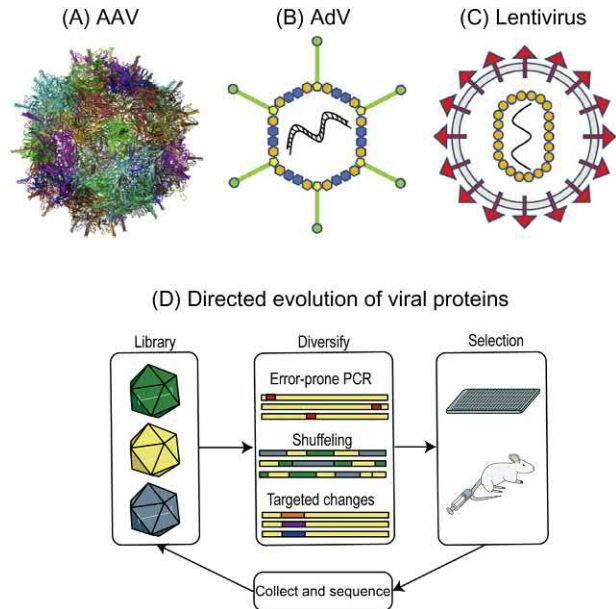 (A) AAV
(B) AdV
(C) Lentivirus
(D) Directed evolution of viral proteins
Library
Diversify
Selection
Error-prone PCR
Shuffeling
Targeted changes
Collect and sequence